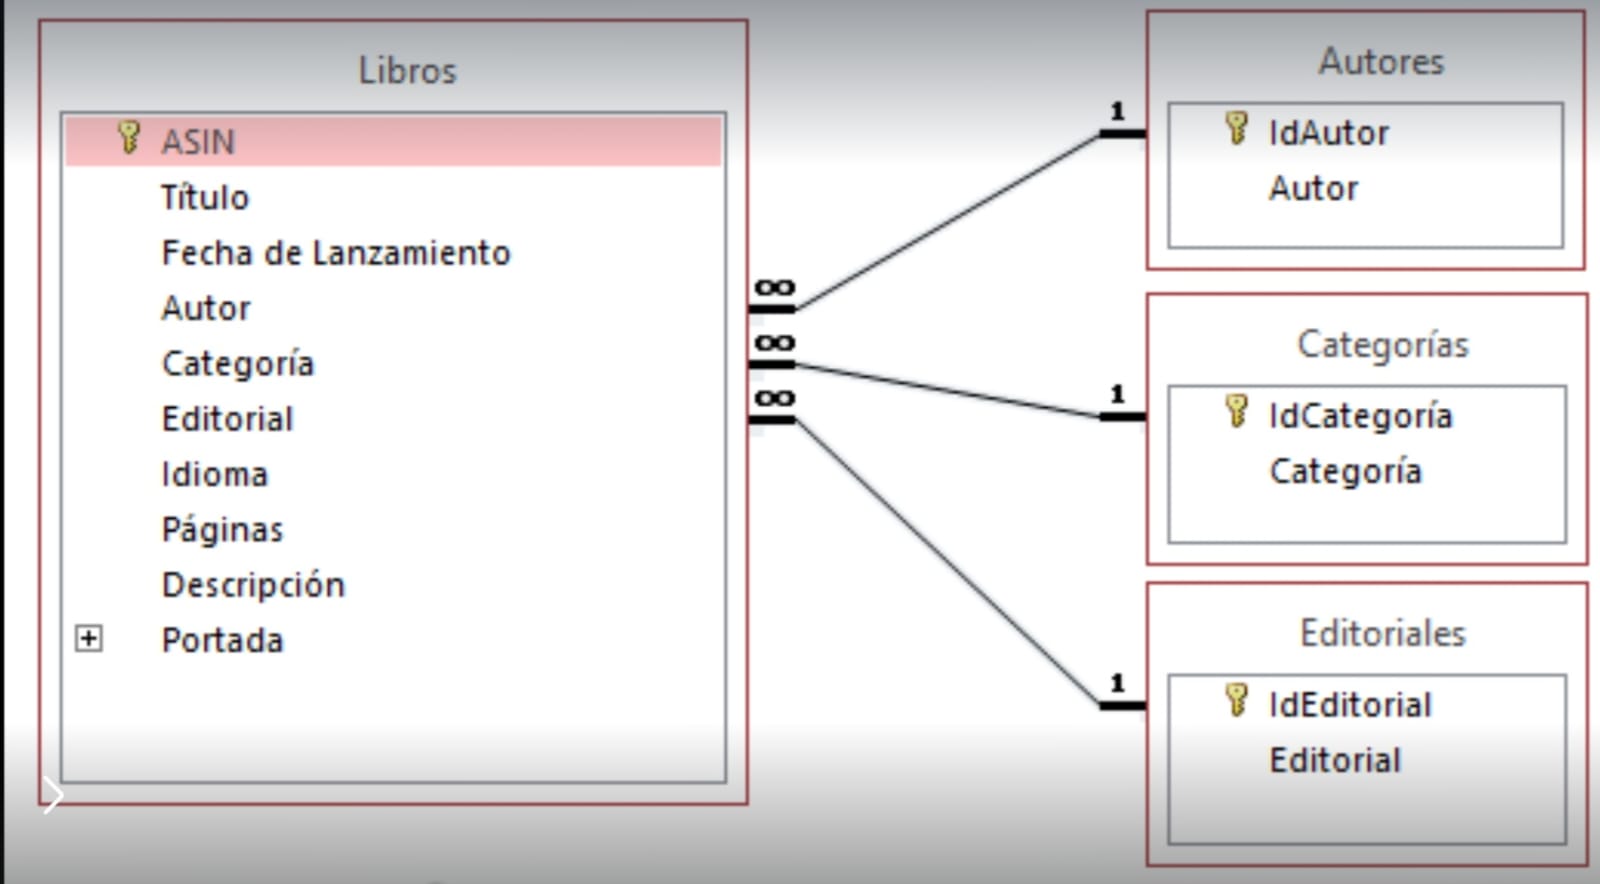 Libros
ASIN
Título
Fecha de Lanzamiento
Autor
Categoría
Editorial
Idioma
Páginas
Descripción
Portada
∞
∞
∞
1
1
1
Autores
IdAutor
Autor
Categorías
IdCategoría
Categoría
Editoriales
IdEditorial
Editorial